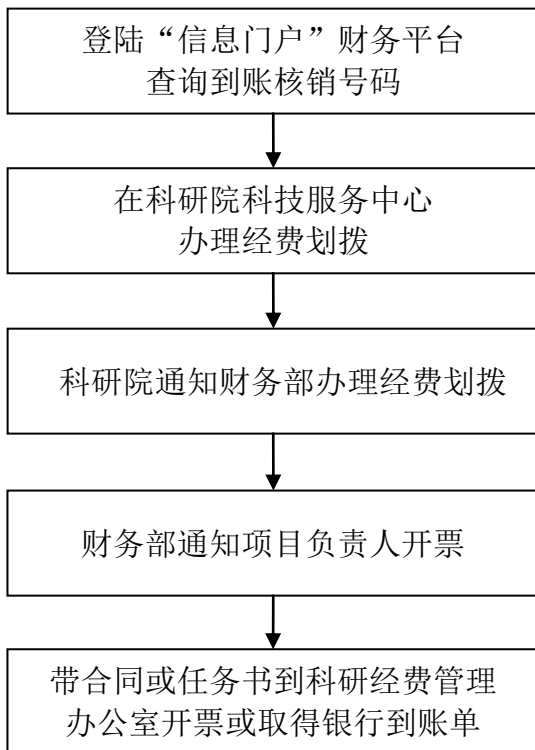 登陆“信息门户”财务平台
查询到账核销号码
在科研院科技服务中心
办理经费划拨
科研院通知财务部办理经费划拨
财务部通知项目负责人开票
带合同或任务书到科研经费管理
办公室开票或取得银行到账单